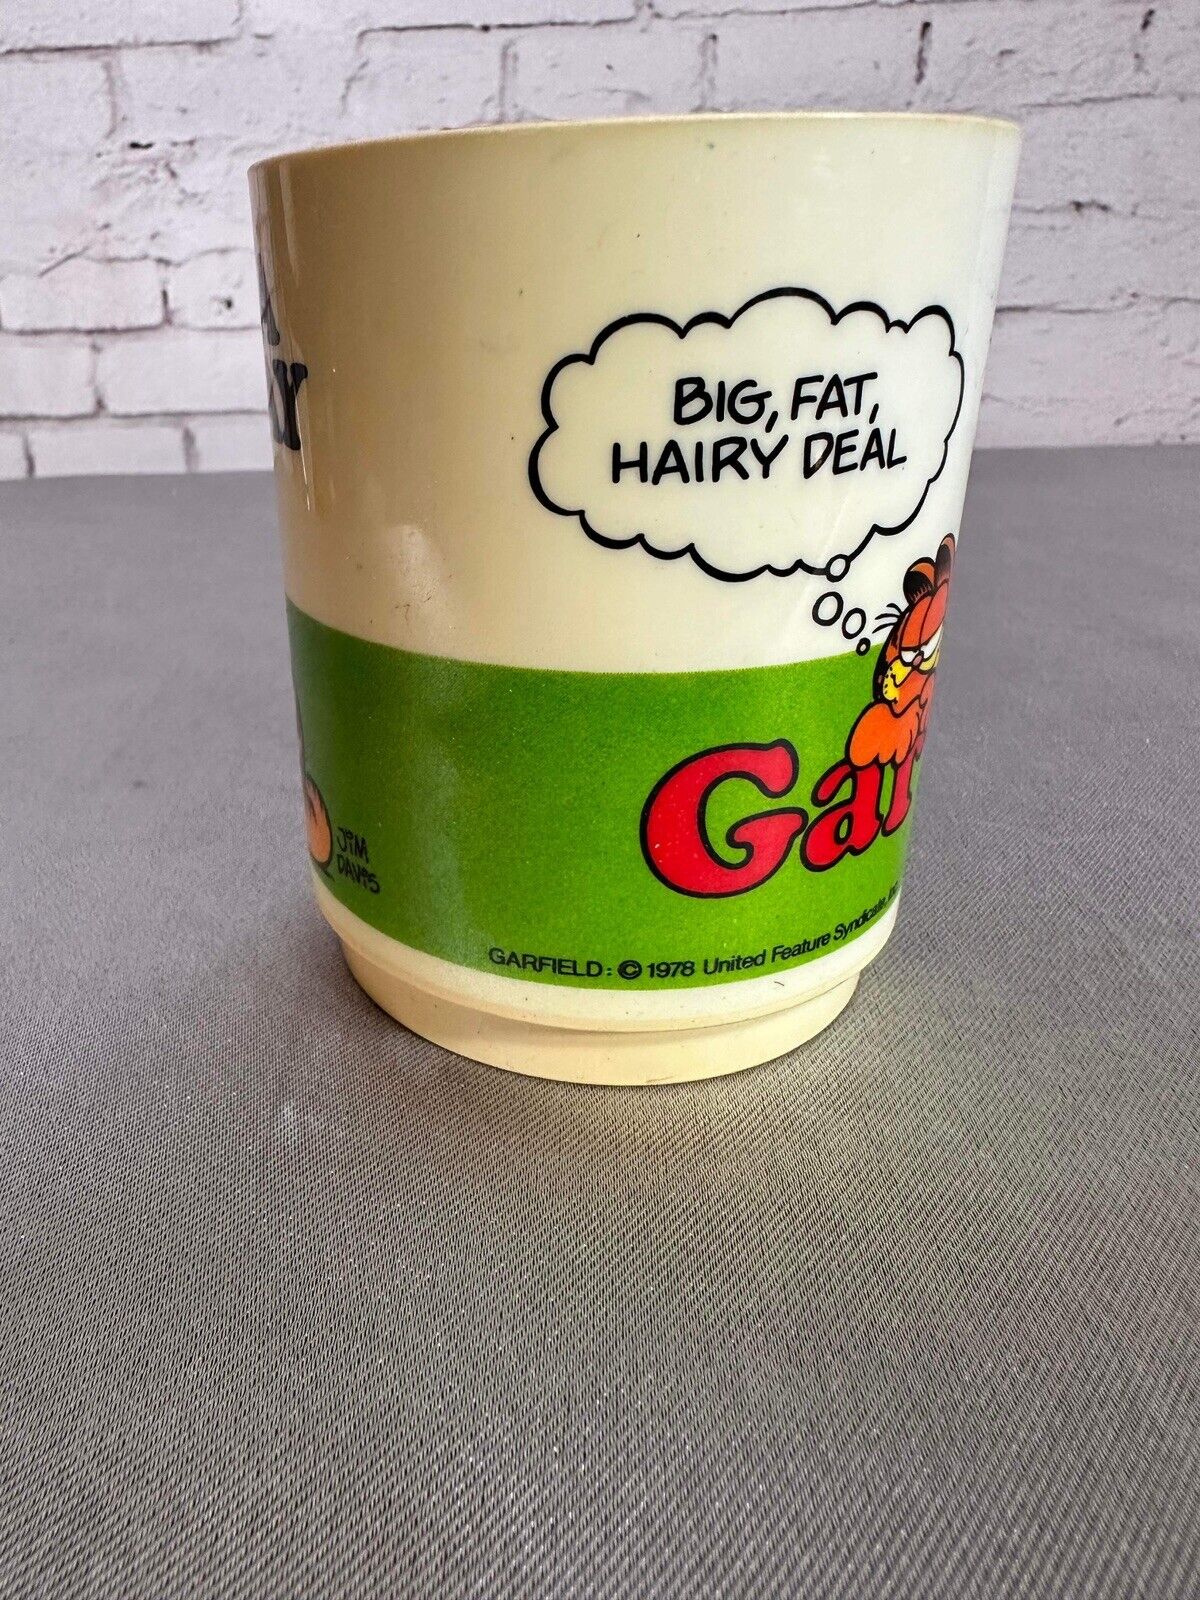 BIG, FAT,
HAIRY DEAL
Gar
JIM
DAVIS
GARFIELD: © 1978 United Feature Syndicate, Inc.